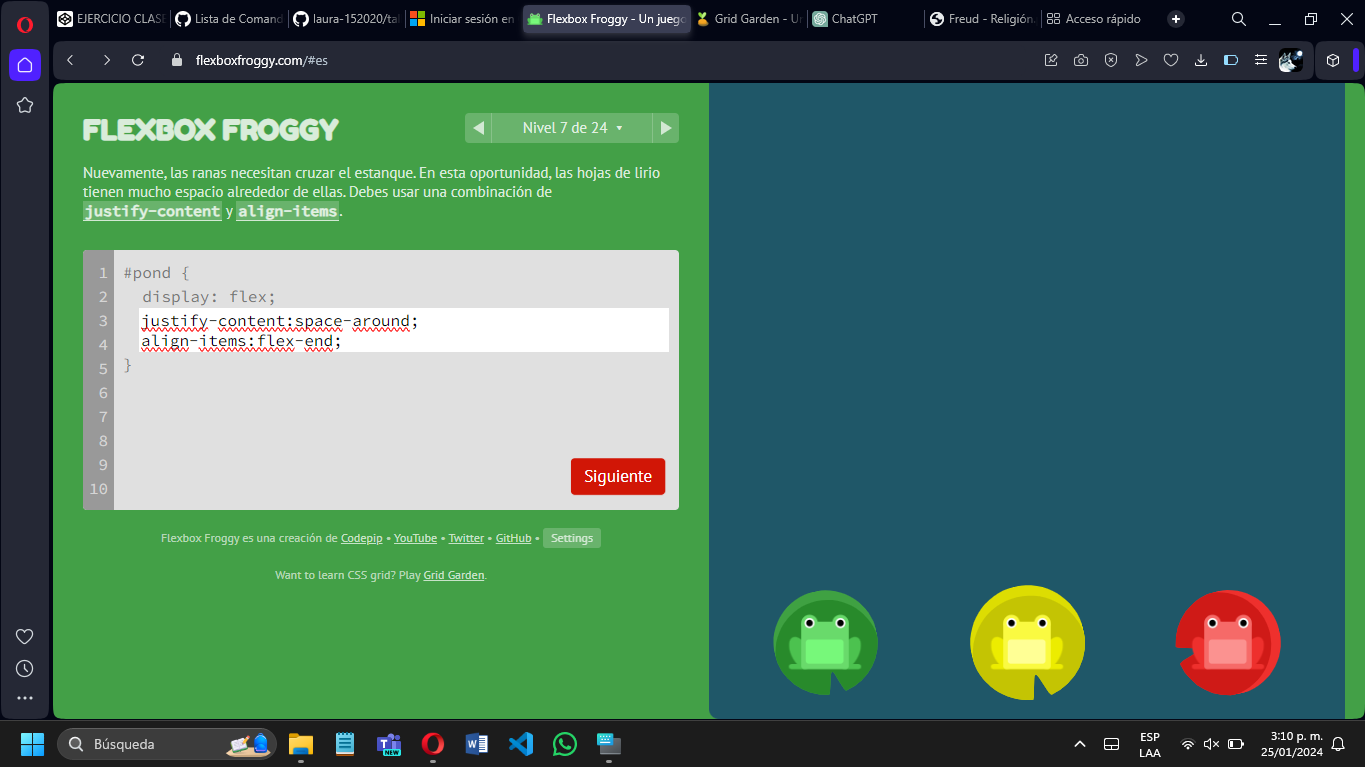 EJERCICIO CLASE
Lista de Comand
laura-152020/tal
Iniciar sesión en
Flexbox Froggy - Un juego
Grid Garden - Un
ChatGPT
Freud - Religión.
Acceso rápido
flexboxfroggy.com/#es
FLEXBOX FROGGY
Nivel 7 de 24
Nuevamente, las ranas necesitan cruzar el estanque. En esta oportunidad, las hojas de lirio
tienen mucho espacio alrededor de ellas. Debes usar una combinación de
justify-content y align-items.
1 #pond {
2 display: flex;
3 justify-content:space-around;
4 align-items:flex-end;
5 }
6
7
8
9
10
Siguiente
Flexbox Froggy es una creación de Codepip • YouTube • Twitter • GitHub • Settings
Want to learn CSS grid? Play Grid Garden.
Búsqueda
NEW
ESP
LAA
3:10 p. m.
25/01/2024